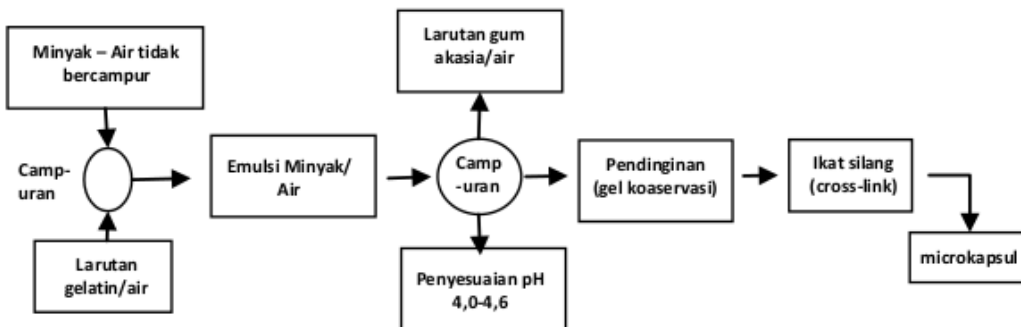 Minyak – Air tidak
bercampur
Camp-
uran
Larutan
gelatin/air
Emulsi Minyak/
Air
Larutan gum
akasia/air
Camp
-uran
Penyesuaian pH
4,0-4,6
Pendinginan
(gel koaservasi)
Ikat silang
(cross-link)
microkapsul